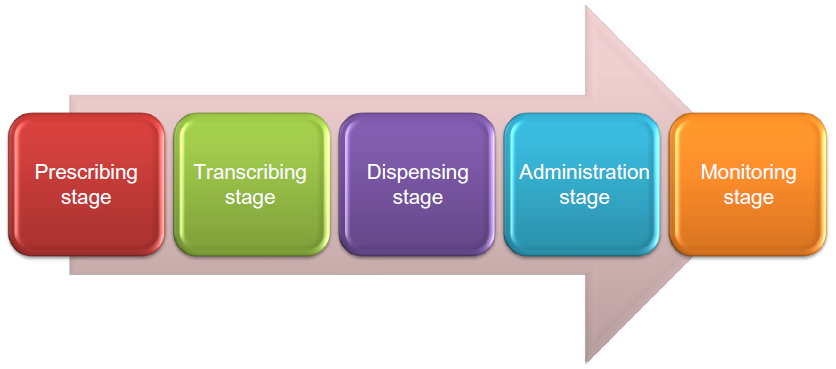 Prescribing
stage
Transcribing
stage
Dispensing
stage
Administration
stage
Monitoring
stage